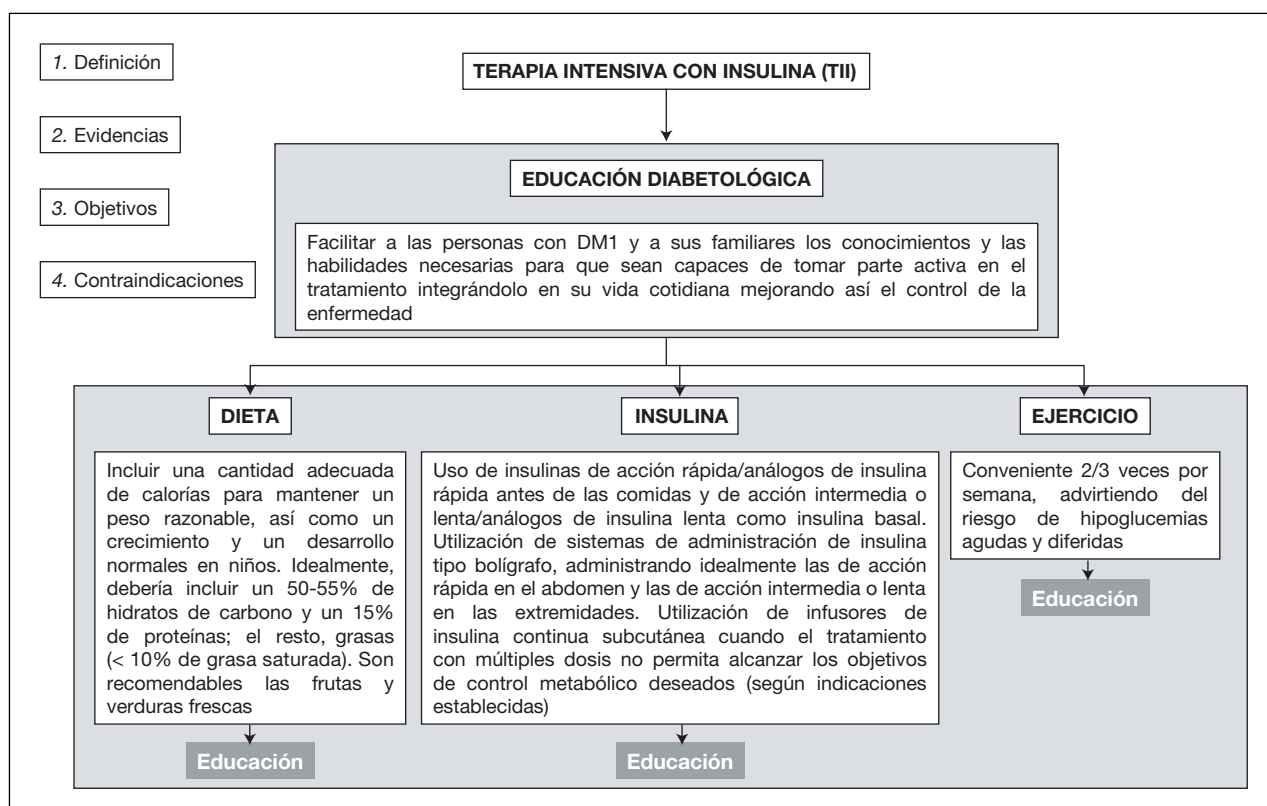 1. Definición
2. Evidencias
3. Objetivos
4. Contraindicaciones
TERAPIA INTENSIVA CON INSULINA (TII)
EDUCACIÓN DIABETOLÓGICA
Facilitar a las personas con DM1 y a sus familiares los conocimientos y las
habilidades necesarias para que sean capaces de tomar parte activa en el
tratamiento integrándolo en su vida cotidiana mejorando así el control de la
enfermedad
DIETA
Incluir una cantidad adecuada
de calorías para mantener un
peso razonable, así como un
crecimiento y un desarrollo
normales en niños. Idealmente,
debería incluir un 50-55% de
hidratos de carbono y un 15%
de proteínas; el resto, grasas
(< 10% de grasa saturada). Son
recomendables las frutas y
verduras frescas
Educación
INSULINA
Uso de insulinas de acción rápida/análogos de insulina
rápida antes de las comidas y de acción intermedia o
lenta/análogos de insulina lenta como insulina basal.
Utilización de sistemas de administración de insulina
tipo bolígrafo, administrando idealmente las de acción
rápida en el abdomen y las de acción intermedia o lenta
en las extremidades. Utilización de infusores de
insulina continua subcutánea cuando el tratamiento
con múltiples dosis no permita alcanzar los objetivos
de control metabólico deseados (según indicaciones
establecidas)
Educación
EJERCICIO
Conveniente 2/3 veces por
semana, advirtiendo del
riesgo de hipoglucemias
agudas y diferidas
Educación